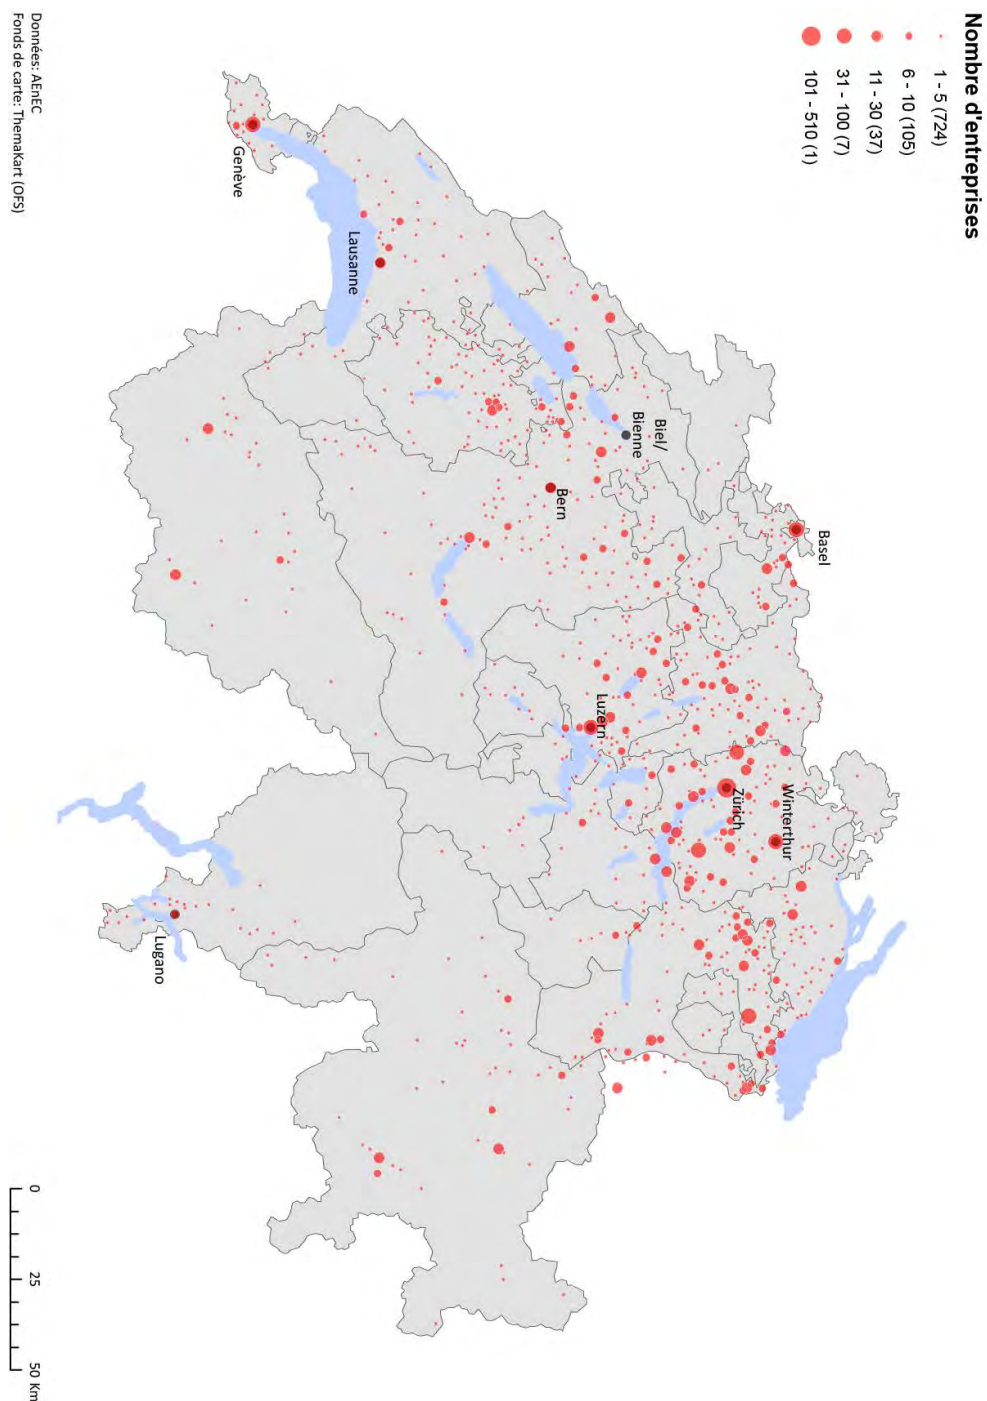 Nombre d'entreprises
1 - 5 (724)
6 - 10 (105)
11 - 30 (37)
31 - 100 (7)
101 - 510 (1)
Basel
Winterthur
Zürich
Biel/
Bienne
Luzern
Bern
Lausanne
Genève
Lugano
0
25
50 Km
Données: AEnEC
Fonds de carte: ThemaKart (OFS)